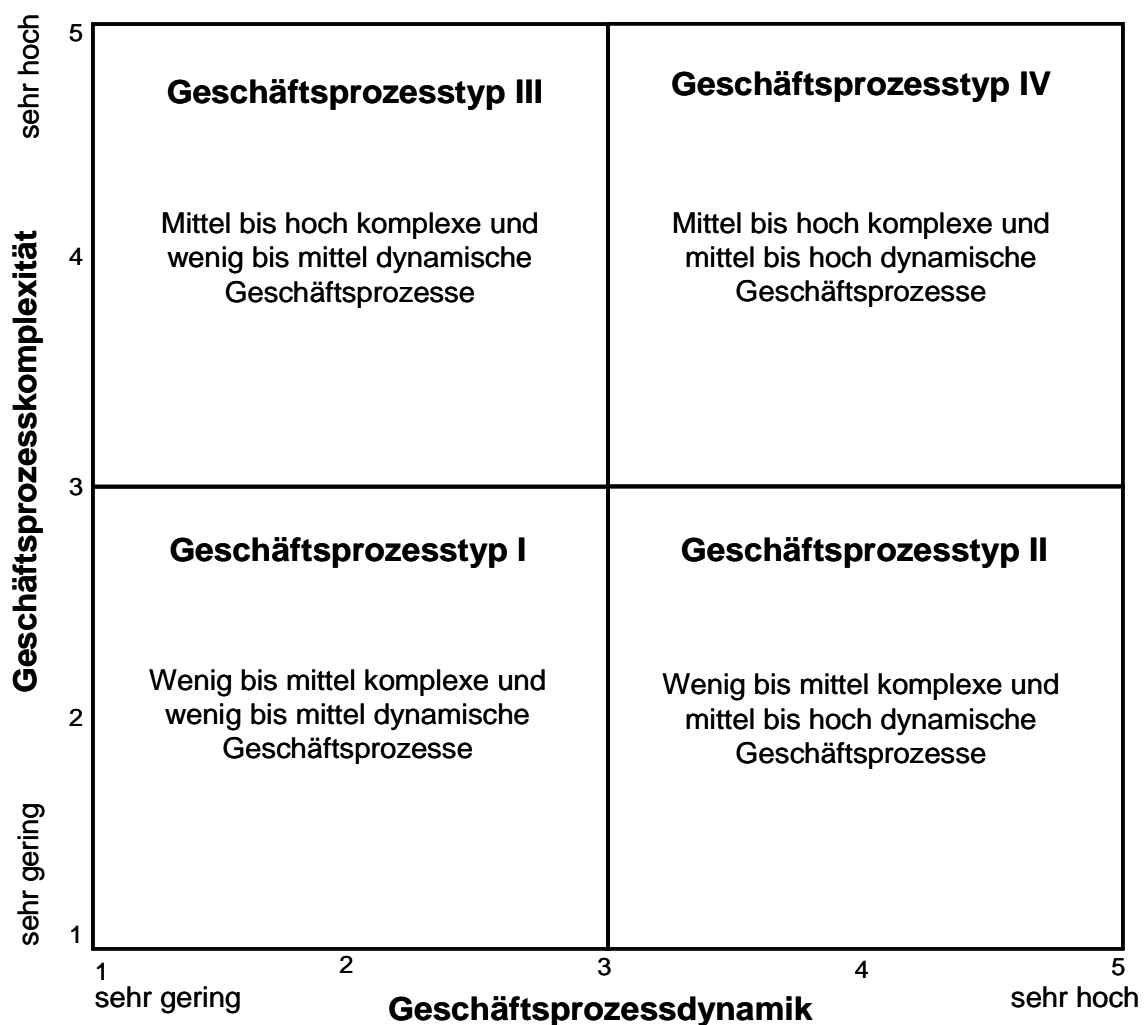 5
sehr hoch
Geschäftsprozesstyp III
Mittel bis hoch komplexe und
wenig bis mittel dynamische
Geschäftsprozesse
Geschäftsprozesstyp IV
Mittel bis hoch komplexe und
mittel bis hoch dynamische
Geschäftsprozesse
4
Geschäftsprozesskomplexität
3
Geschäftsprozesstyp I
Wenig bis mittel komplexe und
wenig bis mittel dynamische
Geschäftsprozesse
Geschäftsprozesstyp II
Wenig bis mittel komplexe und
mittel bis hoch dynamische
Geschäftsprozesse
2
sehr gering
1
1 2 3 4 5
sehr gering
Geschäftsprozessdynamik
sehr hoch